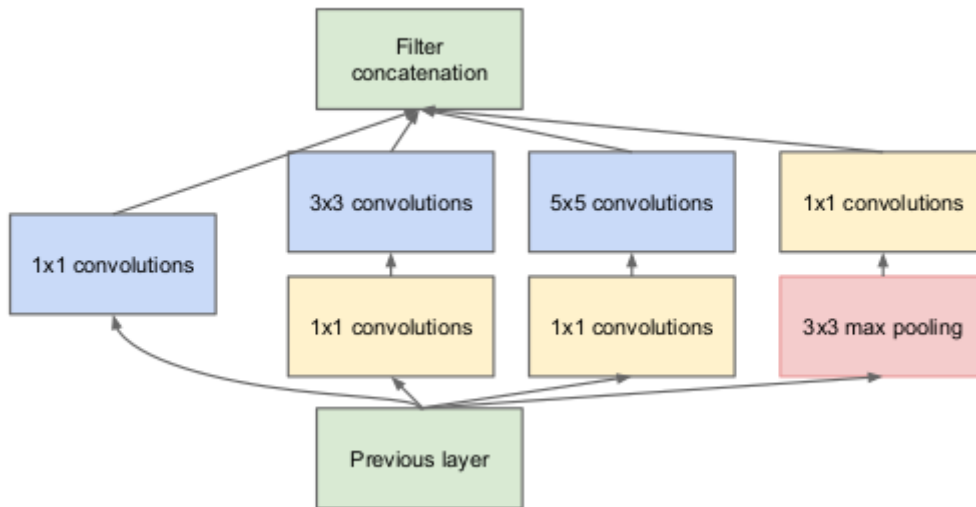 Filter
concatenation
3x3 convolutions
5x5 convolutions
1x1 convolutions
1x1 convolutions
1x1 convolutions
1x1 convolutions
3x3 max pooling
Previous layer